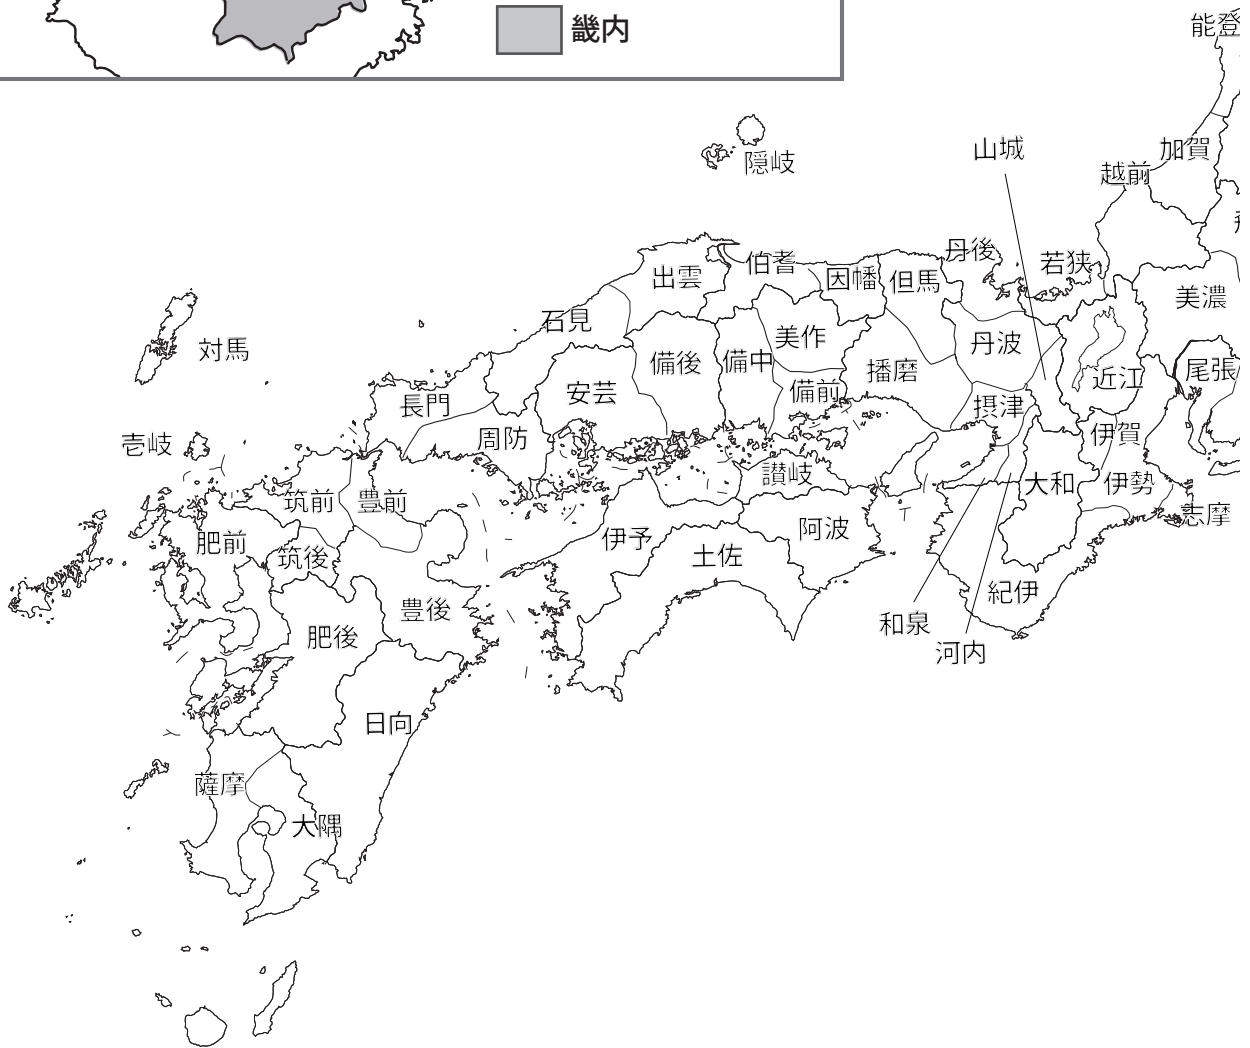 畿内
能登
山城
加賀
隠岐
越前
丹後
伯耆
若狭
出雲
因幡
但馬
美濃
石見
美作
丹波
対馬
備後
備中
播磨
尾張
近江
安芸
備前
長門
摂津
伊賀
周防
壱岐
讃岐
大和
伊勢
筑前
豊前
志摩
伊予
阿波
肥前
土佐
筑後
紀伊
豊後
和泉
肥後
河内
日向
薩摩
大隅